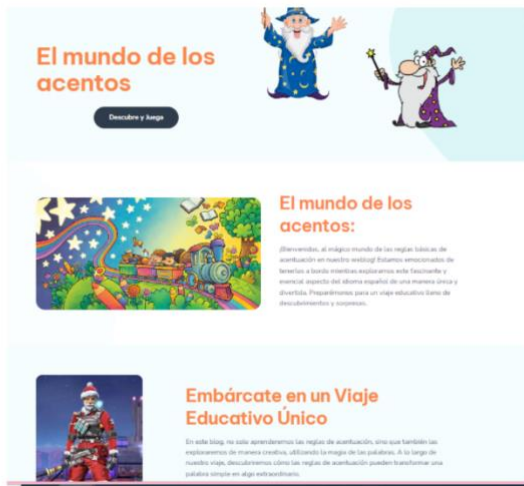 El mundo de los
acentos
Descubre y Juega
El mundo de los
acentos:
¡Bienvenidos, al mágico mundo de las reglas básicas de
acentuación en nuestro weblog! Estamos emocionados de
tenerlos a bordo mientras exploramos este fascinante y
esencial aspecto del idioma español de una manera única y
divertida. Preparémonos para un viaje educativo lleno de
descubrimientos y sorpresas.
Embárcate en un Viaje
Educativo Único
En este blog, no solo aprenderemos las reglas de acentuación, sino que también las
exploraremos de manera creativa, utilizando la magia de las palabras. A lo largo de
nuestro viaje, descubriremos cómo las reglas de acentuación pueden transformar una
palabra simple en algo extraordinario.